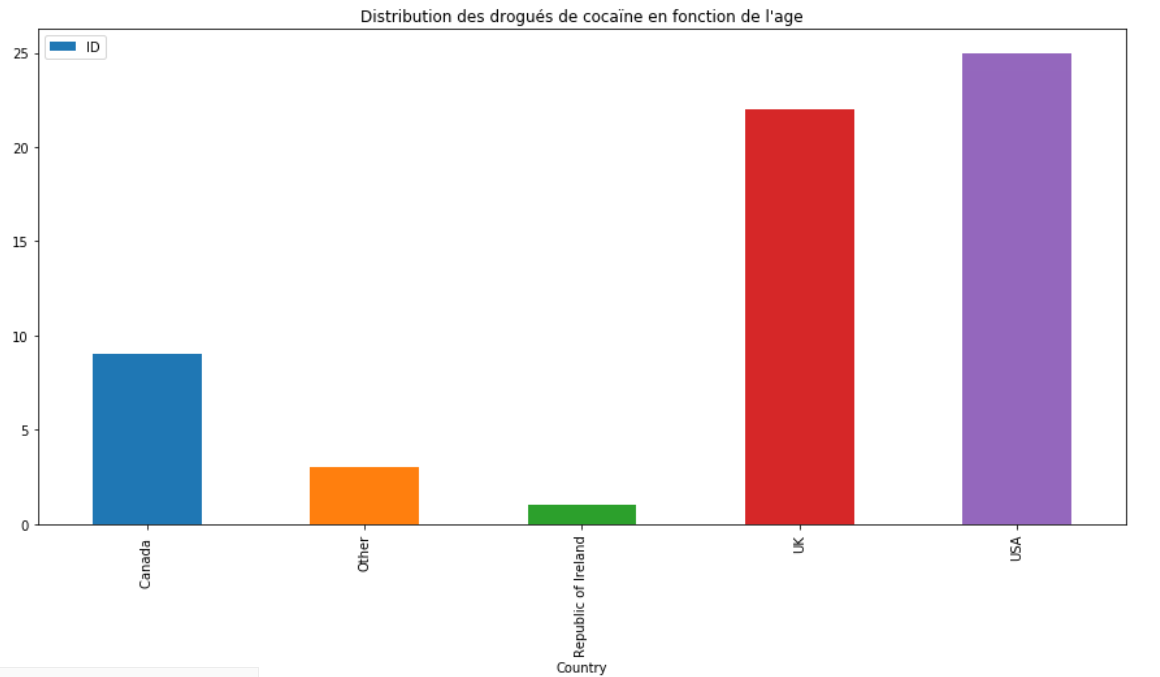 Distribution des drogués de cocaïne en fonction de l'age
ID
25
20
15
10
5
0
Canada
Other
Republic of Ireland
UK
USA
Country